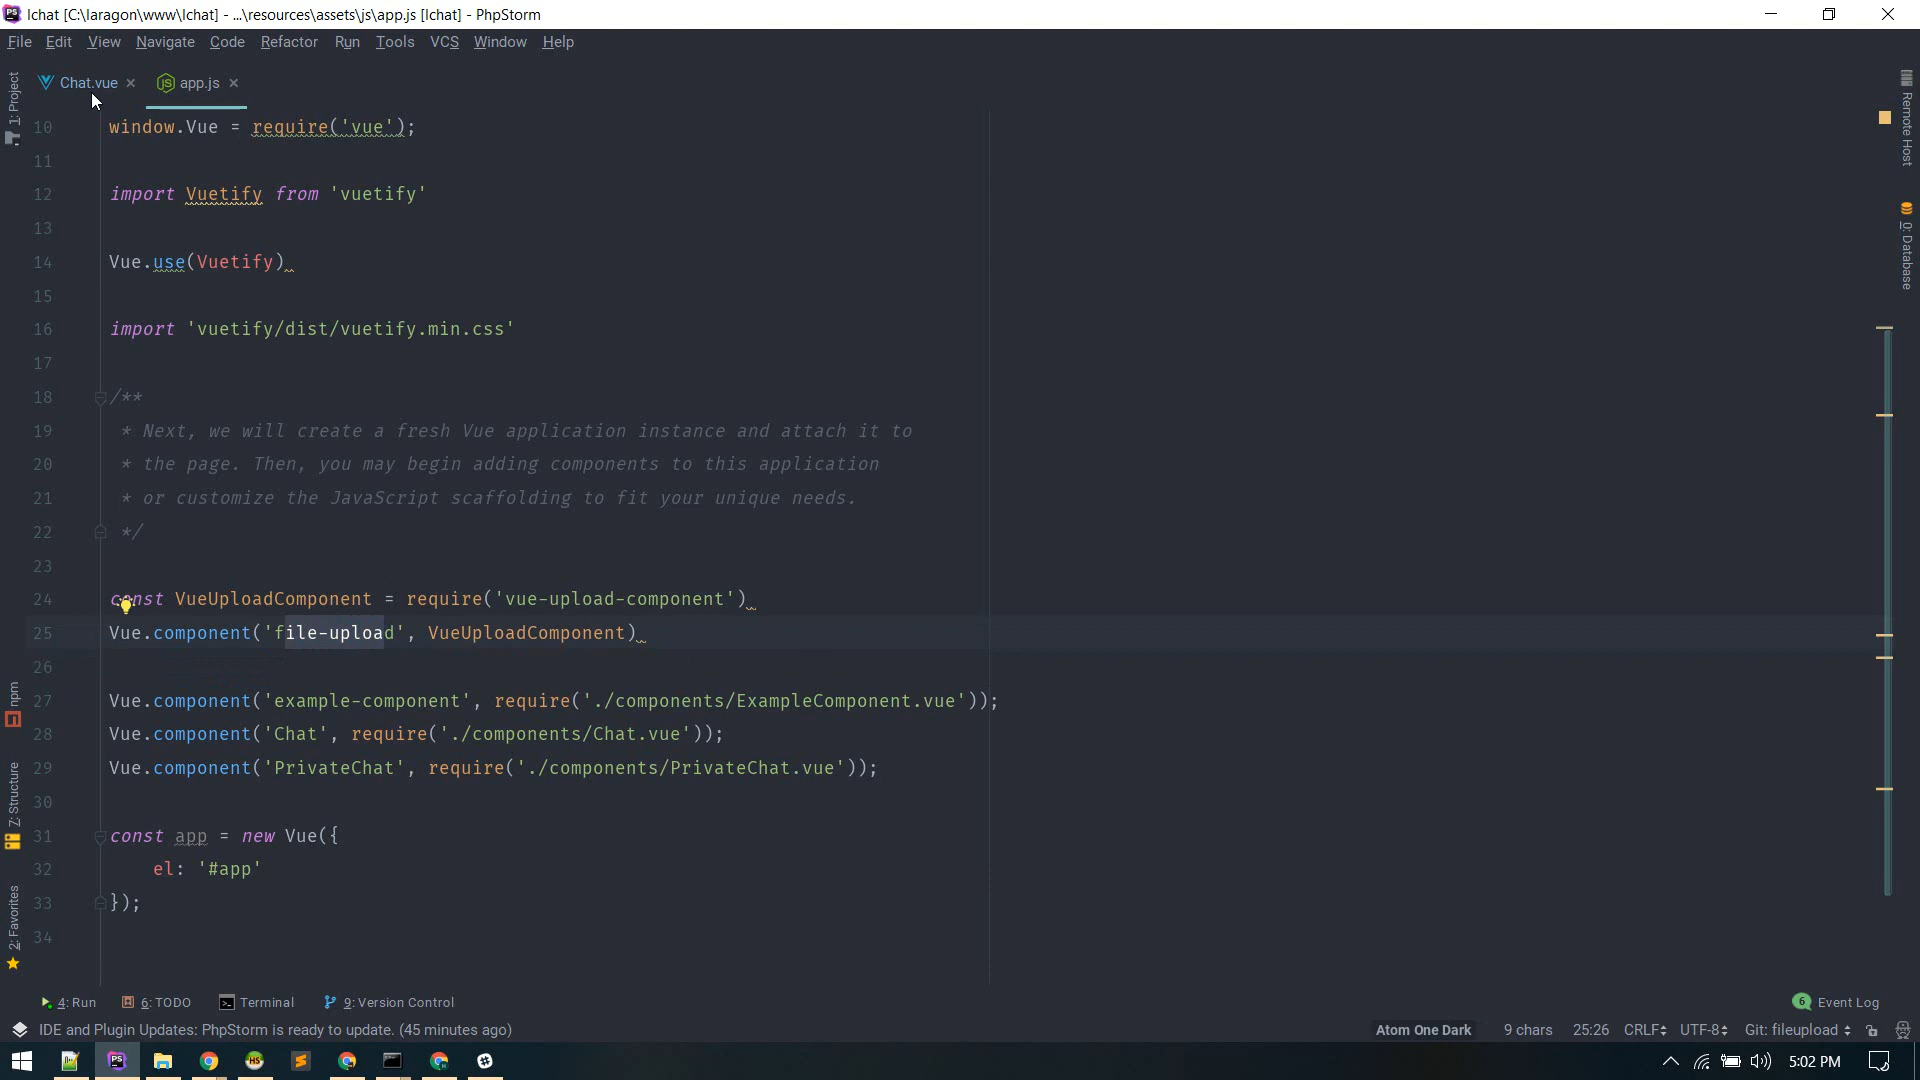 lchat [C:\laragon\www\lchat] - ...\resources\assets\js\app.js [lchat] - PhpStorm
File Edit View Navigate Code Refactor Run Tools VCS Window Help
Chat.vue app.js
1: Project
Remote Host
0: Database
npm
7: Structure
2: Favorites
10 window.Vue = require('vue');
11
12 import Vuetify from 'vuetify'
13
14 Vue.use(Vuetify)
15
16 import 'vuetify/dist/vuetify.min.css'
17
18 /**
19 * Next, we will create a fresh Vue application instance and attach it to
20 * the page. Then, you may begin adding components to this application
21 * or customize the JavaScript scaffolding to fit your unique needs.
22 */
23
24 const VueUploadComponent = require('vue-upload-component')
25 Vue.component('file-upload', VueUploadComponent)
26
27 Vue.component('example-component', require('./components/ExampleComponent.vue'));
28 Vue.component('Chat', require('./components/Chat.vue'));
29 Vue.component('PrivateChat', require('./components/PrivateChat.vue'));
30
31 const app = new Vue({
32 el: '#app'
33 });
34
4: Run 6: TODO Terminal 9: Version Control 6 Event Log
IDE and Plugin Updates: PhpStorm is ready to update. (45 minutes ago) Atom One Dark 9 chars 25:26 CRLF UTF-8 Git: fileupload
5:02 PM